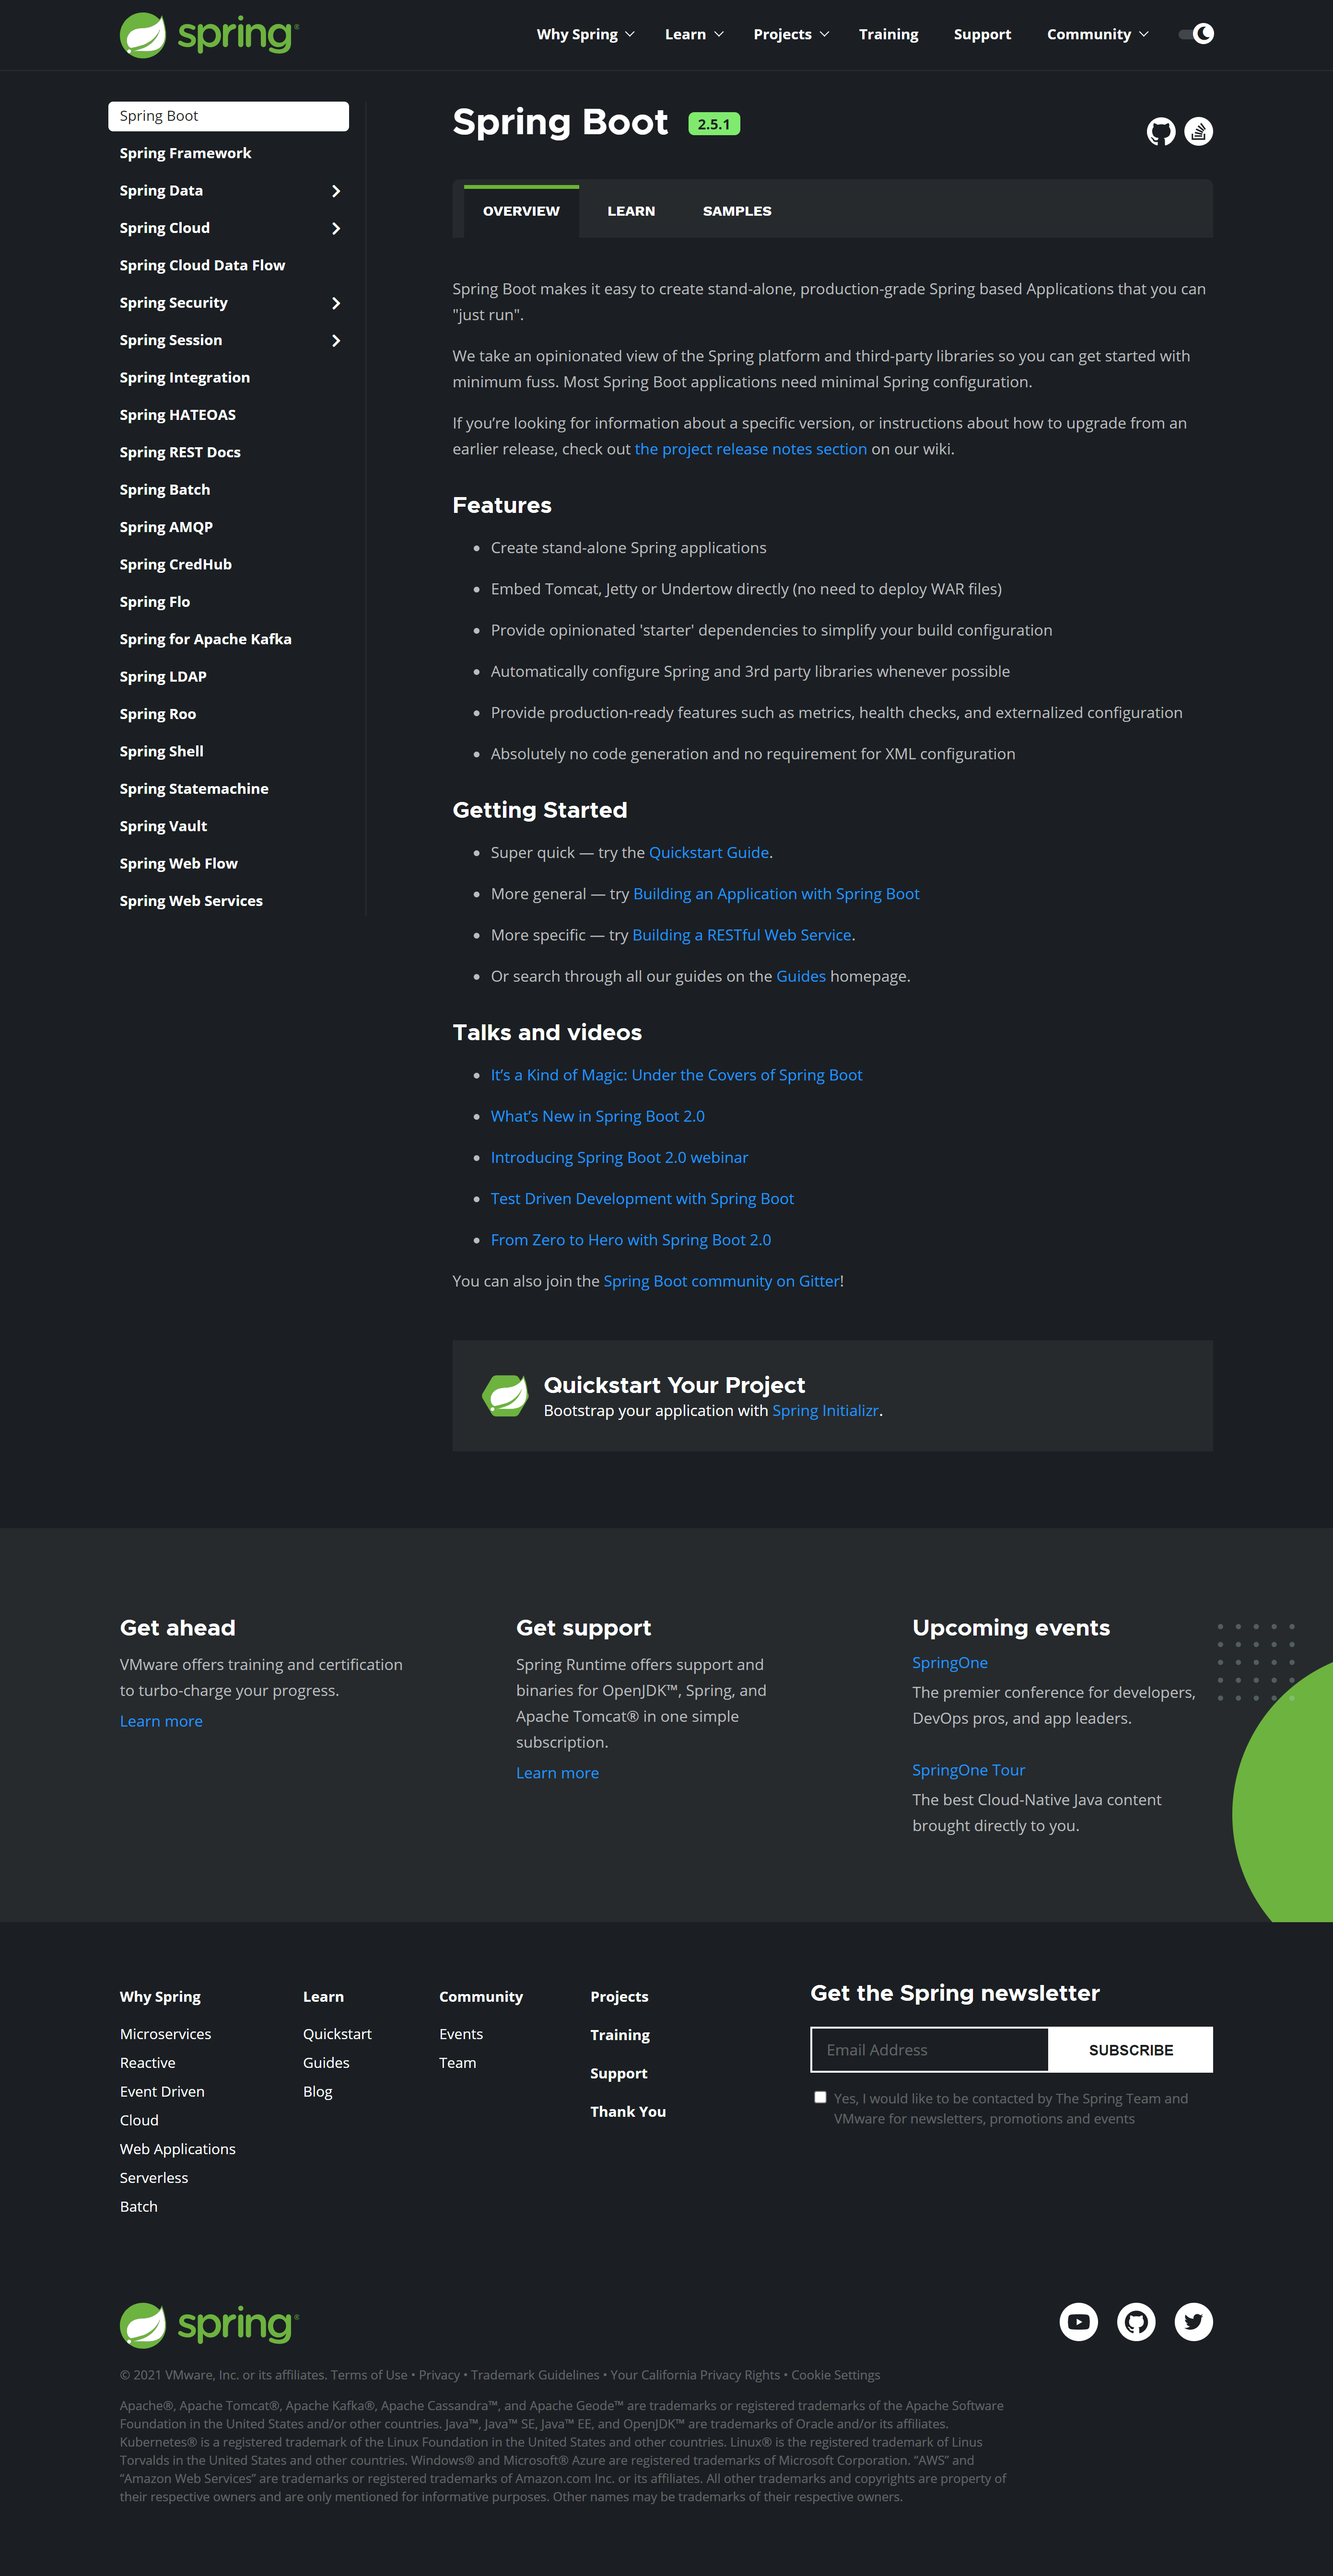 spring
Why Spring
Learn
Projects
Training
Support
Community
Spring Boot
Spring Framework
Spring Data
Spring Cloud
Spring Cloud Data Flow
Spring Security
Spring Session
Spring Integration
Spring HATEOAS
Spring REST Docs
Spring Batch
Spring AMQP
Spring CredHub
Spring Flo
Spring for Apache Kafka
Spring LDAP
Spring Roo
Spring Shell
Spring Statemachine
Spring Vault
Spring Web Flow
Spring Web Services
Spring Boot 2.5.1
OVERVIEW
LEARN
SAMPLES
Spring Boot makes it easy to create stand-alone, production-grade Spring based Applications that you can
"just run".
We take an opinionated view of the Spring platform and third-party libraries so you can get started with
minimum fuss. Most Spring Boot applications need minimal Spring configuration.
If you’re looking for information about a specific version, or instructions about how to upgrade from an
earlier release, check out the project release notes section on our wiki.
Features
• Create stand-alone Spring applications
• Embed Tomcat, Jetty or Undertow directly (no need to deploy WAR files)
• Provide opinionated 'starter' dependencies to simplify your build configuration
• Automatically configure Spring and 3rd party libraries whenever possible
• Provide production-ready features such as metrics, health checks, and externalized configuration
• Absolutely no code generation and no requirement for XML configuration
Getting Started
• Super quick — try the Quickstart Guide.
• More general — try Building an Application with Spring Boot
• More specific — try Building a RESTful Web Service.
• Or search through all our guides on the Guides homepage.
Talks and videos
• It’s a Kind of Magic: Under the Covers of Spring Boot
• What’s New in Spring Boot 2.0
• Introducing Spring Boot 2.0 webinar
• Test Driven Development with Spring Boot
• From Zero to Hero with Spring Boot 2.0
You can also join the Spring Boot community on Gitter!
Quickstart Your Project
Bootstrap your application with Spring Initializr.
Get ahead
VMware offers training and certification
to turbo-charge your progress.
Learn more
Get support
Spring Runtime offers support and
binaries for OpenJDK™, Spring, and
Apache Tomcat® in one simple
subscription.
Learn more
Upcoming events
SpringOne
The premier conference for developers,
DevOps pros, and app leaders.
SpringOne Tour
The best Cloud-Native Java content
brought directly to you.
Why Spring
Microservices
Reactive
Event Driven
Cloud
Web Applications
Serverless
Batch
Learn
Quickstart
Guides
Blog
Community
Events
Team
Projects
Training
Support
Thank You
Get the Spring newsletter
Email Address
SUBSCRIBE
Yes, I would like to be contacted by The Spring Team and
VMware for newsletters, promotions and events
spring
© 2021 VMware, Inc. or its affiliates. Terms of Use • Privacy • Trademark Guidelines • Your California Privacy Rights • Cookie Settings
Apache®, Apache Tomcat®, Apache Kafka®, Apache Cassandra™, and Apache Geode™ are trademarks or registered trademarks of the Apache Software
Foundation in the United States and/or other countries. Java™, Java™ SE, Java™ EE, and OpenJDK™ are trademarks of Oracle and/or its affiliates.
Kubernetes® is a registered trademark of the Linux Foundation in the United States and other countries. Linux® is the registered trademark of Linus
Torvalds in the United States and other countries. Windows® and Microsoft® Azure are registered trademarks of Microsoft Corporation. “AWS” and
“Amazon Web Services” are trademarks or registered trademarks of Amazon.com Inc. or its affiliates. All other trademarks and copyrights are property of
their respective owners and are only mentioned for informative purposes. Other names may be trademarks of their respective owners.